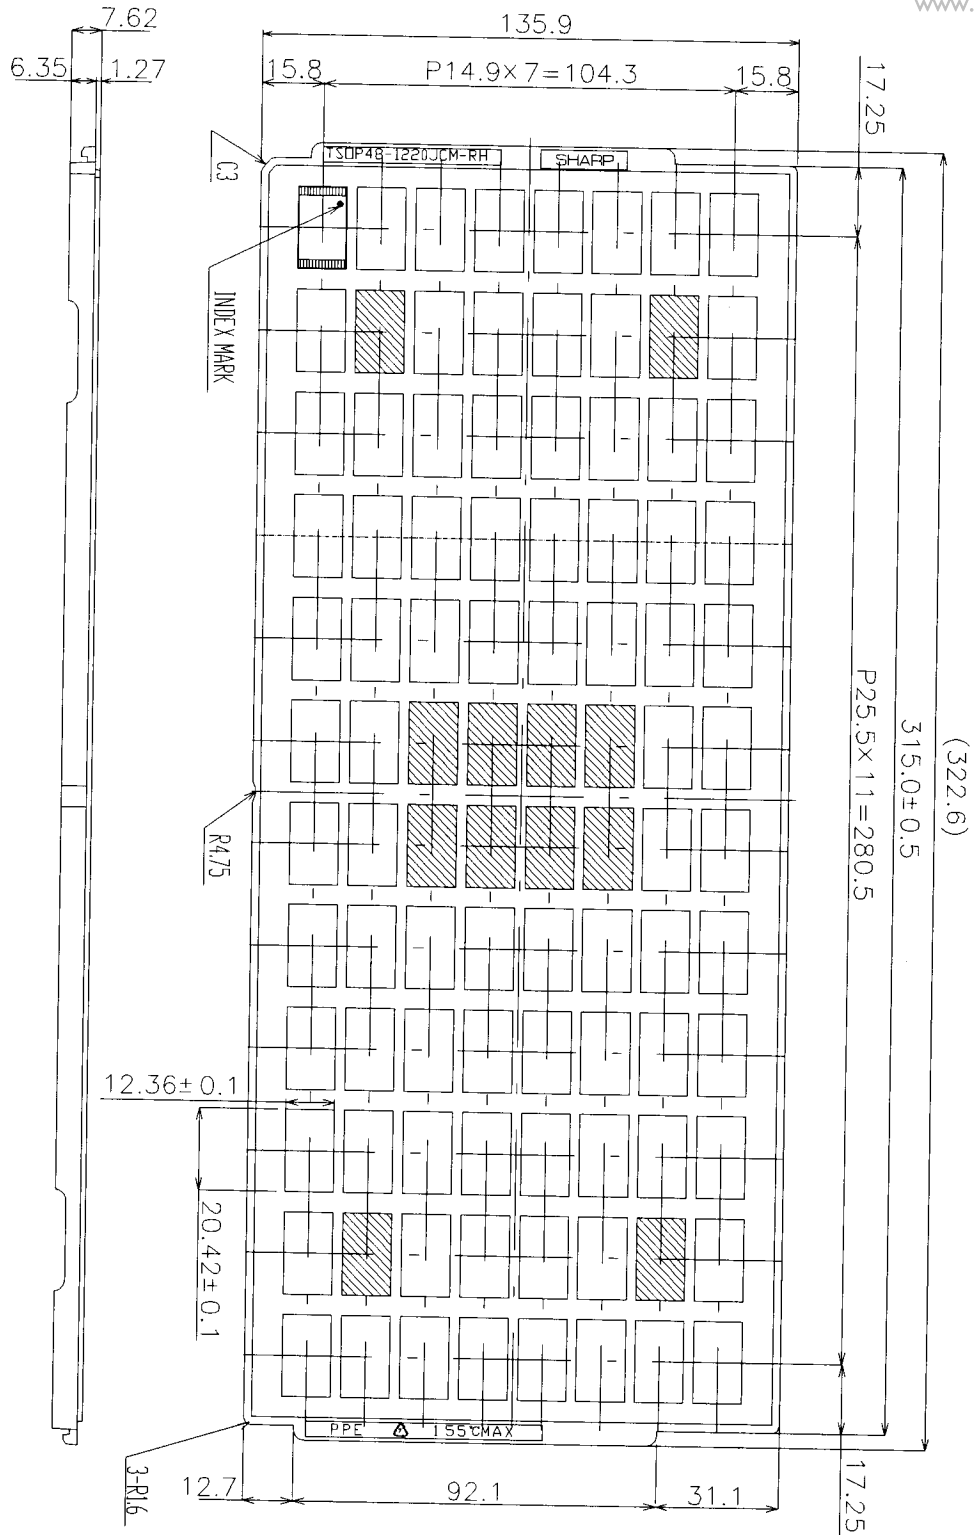 www.
7.62
135.9
6.35
1.27
15.8
P14.9×7=104.3
15.8
17.25
TSOP48-1220JCM-RH
SHARP
C3
INDEX MARK
P25.5×11=280.5
315.0±0.5
(322.6)
R4.75
12.36±0.1
20.42±0.1
PPE
155℃MAX
3-R1.6
12.7
92.1
31.1
17.25